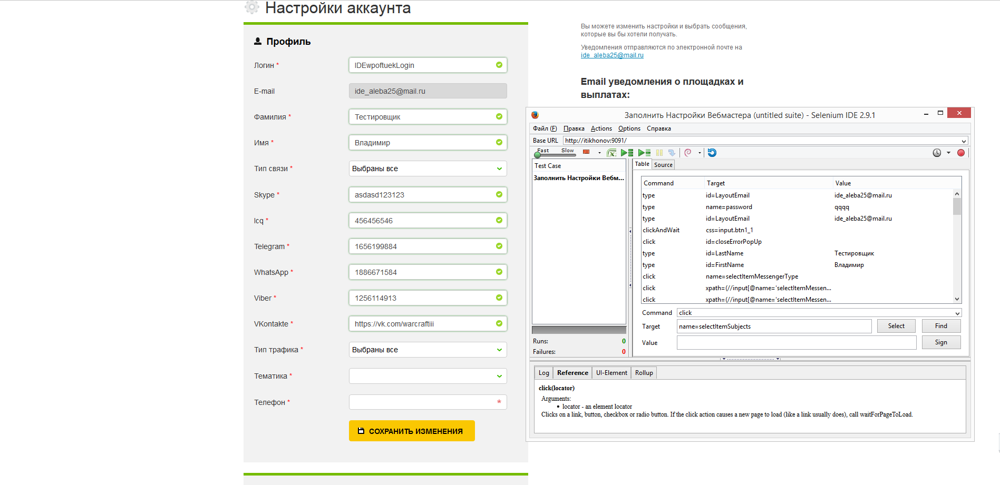 Настройки аккаунта
Профиль
Логин *
IDEwpoftuekLogin
E-mail
ide_aleba25@mail.ru
Фамилия *
Тестировщик
Имя *
Владимир
Тип связи *
Выбраны все
Skype *
asdasd123123
Icq *
456456546
Telegram *
1656199884
WhatsApp *
1886671584
Viber *
1256114913
VKontakte *
https://vk.com/warcraftiii
Тип трафика *
Выбраны все
Тематика *
Телефон *
*
СОХРАНИТЬ ИЗМЕНЕНИЯ
Вы можете изменить настройки и выбрать сообщения,
которые вы бы хотели получать.
Уведомления отправляются по электронной почте на
ide_aleba25@mail.ru
Email уведомления о площадках и
выплатах:
Заполнить Настройки Вебмастера (untitled suite) - Selenium IDE 2.9.1
Файл (F) Правка Actions Options Справка
Base URL http://itikhonov:9091/
Fast Slow
Test Case
Заполнить Настройки Вебм...
Runs: 0
Failures: 0
Table Source
Command Target Value
type id=LayoutEmail ide_aleba25@mail.ru
type name=password qqqq
type id=LayoutEmail ide_aleba25@mail.ru
clickAndWait css=input.btn1_1
click id=closeErrorPopUp
type id=LastName Тестировщик
type id=FirstName Владимир
click name=selectItemMessengerType
click xpath=(//input[@name='selectItemMessen...
click xpath=(//input[@name='selectItemMessen...
Command click
Target name=selectItemSubjects Select Find
Value Sign
Log Reference UI-Element Rollup
click(locator)
Arguments:
• locator - an element locator
Clicks on a link, button, checkbox or radio button. If the click action causes a new page to load (like a link usually does), call waitForPageToLoad.